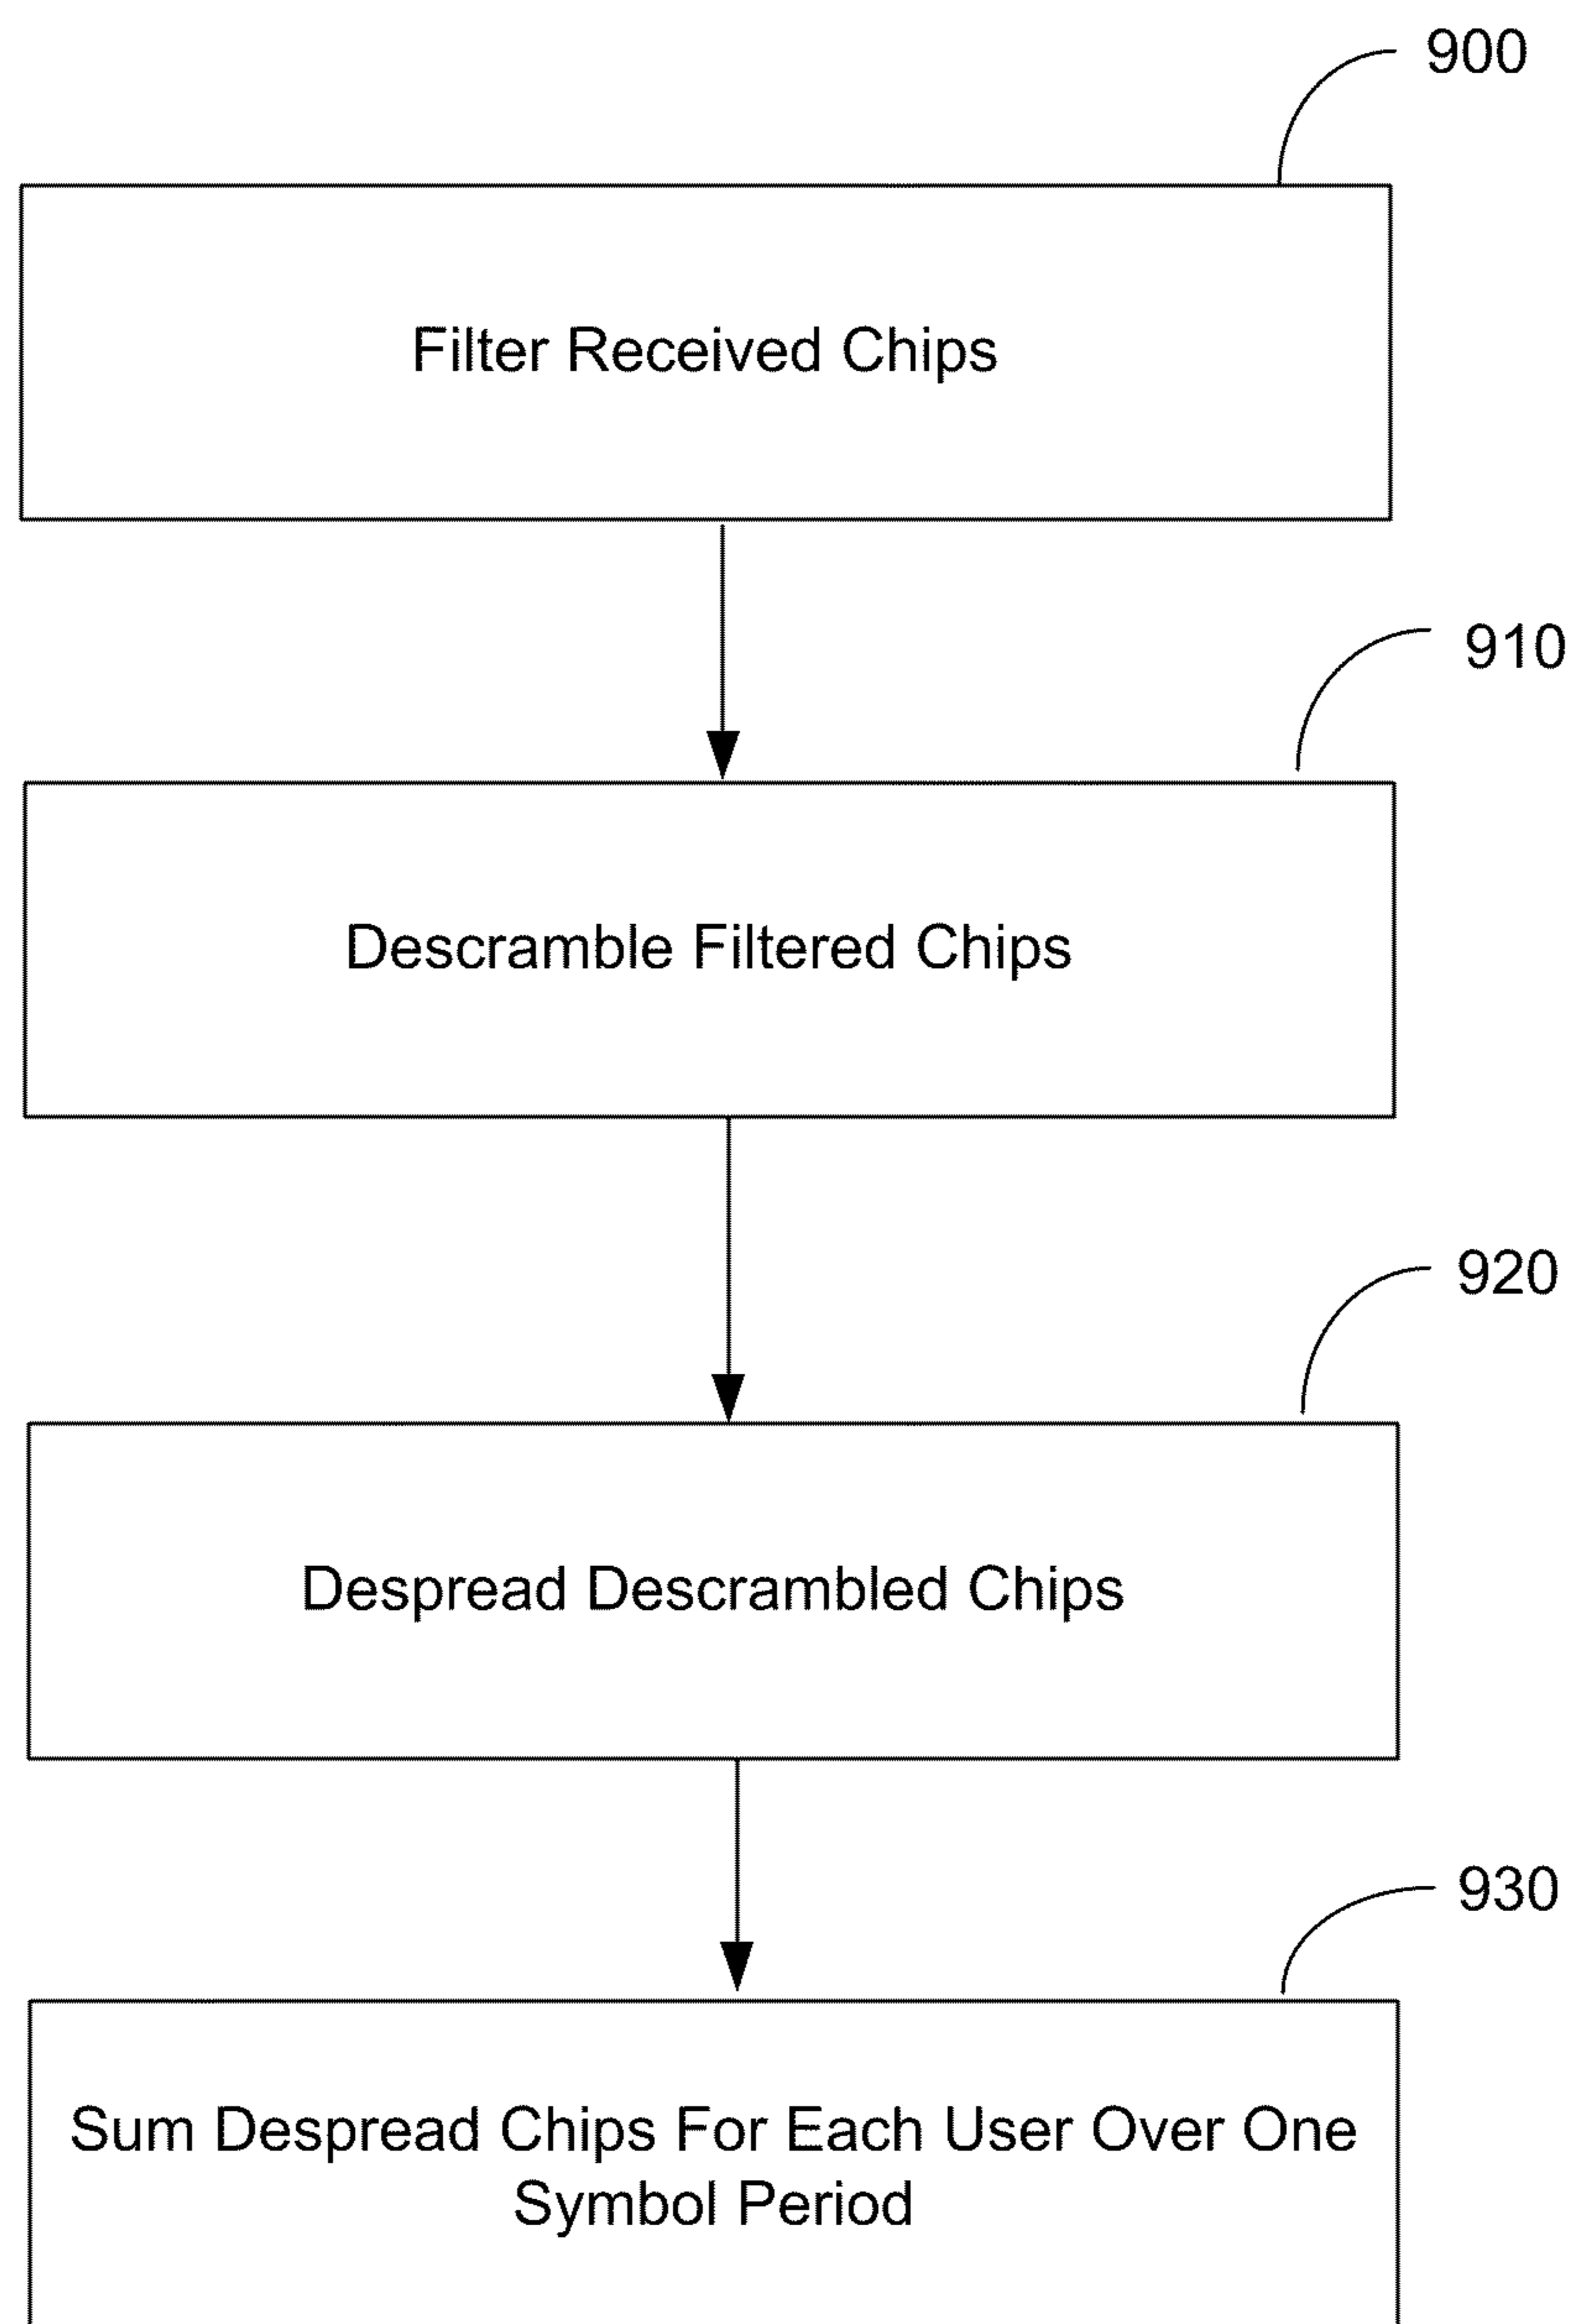 900
Filter Received Chips
910
Descramble Filtered Chips
920
Despread Descrambled Chips
930
Sum Despread Chips For Each User Over One
Symbol Period